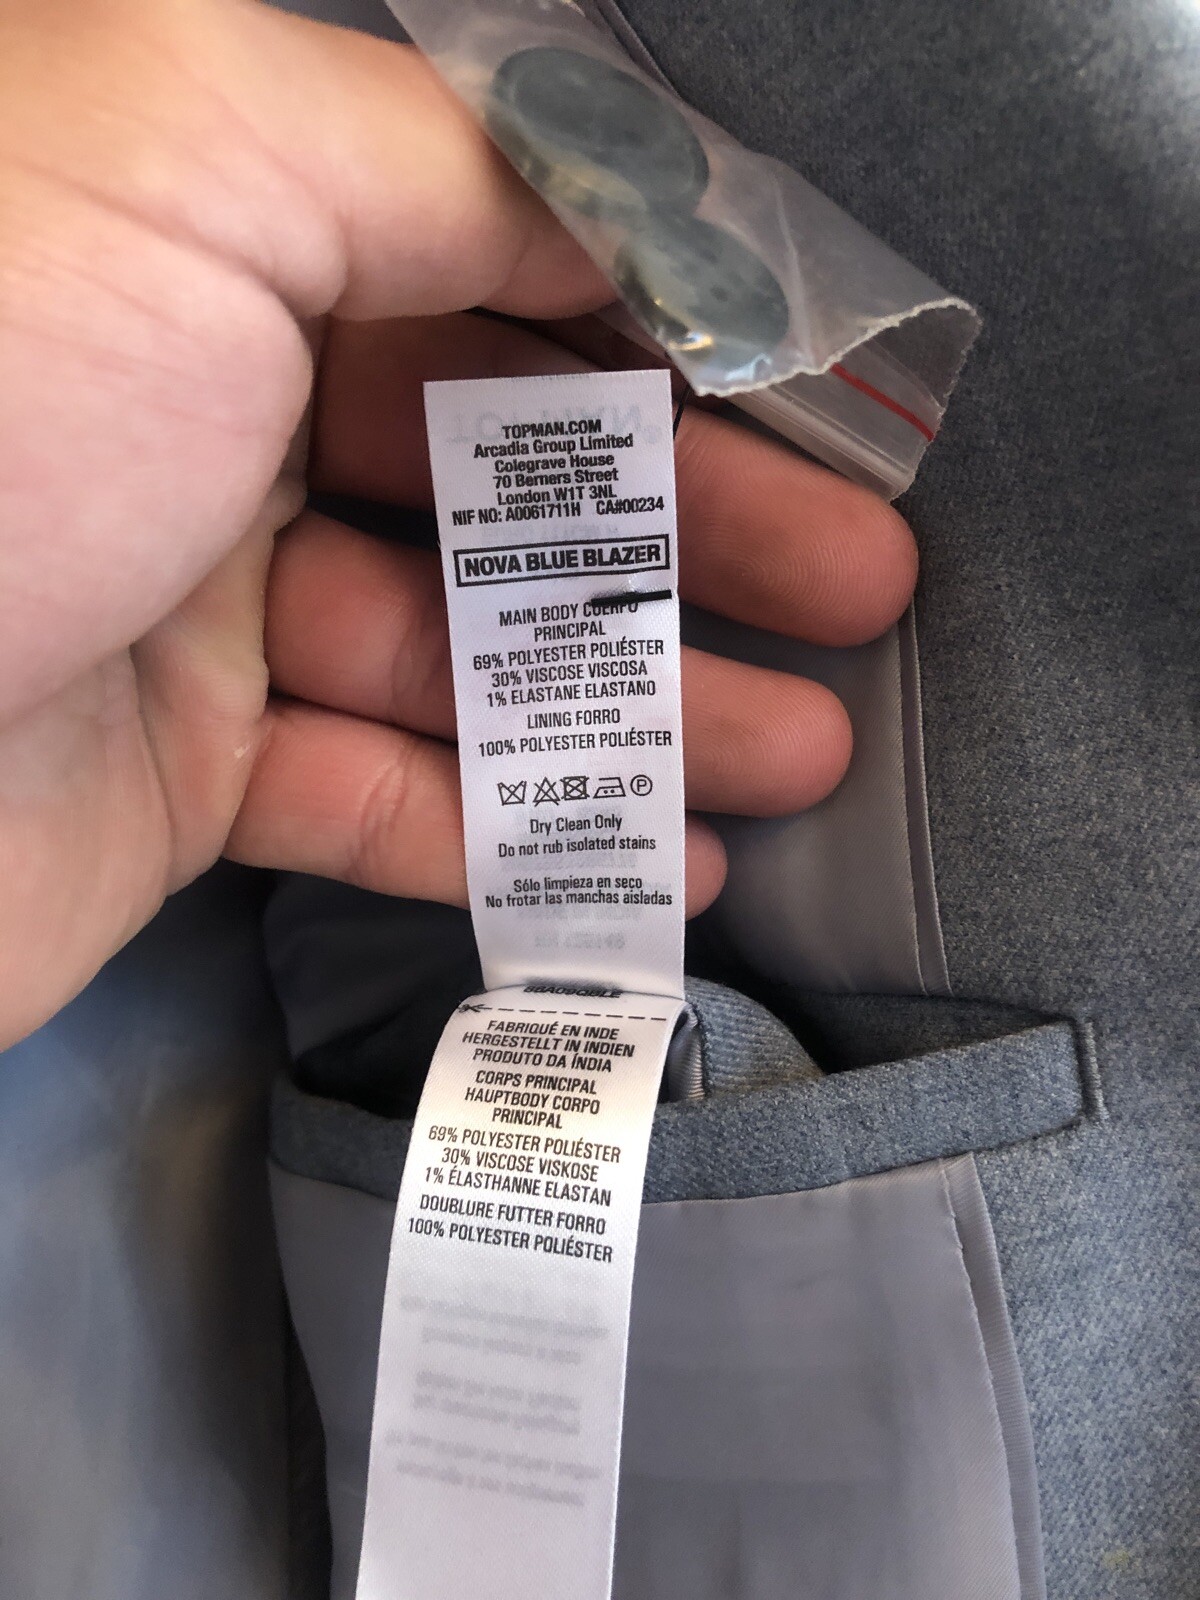 TOPMAN.COM
Arcadia Group Limited
Colegrave House
70 Berners Street
London W1T 3NL
NIF NO: A0061711H CA#00234
NOVA BLUE BLAZER
MAIN BODY CUERPO
PRINCIPAL
69% POLYESTER POLIÉSTER
30% VISCOSE VISCOSA
1% ELASTANE ELASTANO
LINING FORRO
100% POLYESTER POLIÉSTER
P
Dry Clean Only
Do not rub isolated stains
Sólo limpieza en seco
No frotar las manchas aisladas
FABRIQUÉ EN INDE
HERGESTELLT IN INDIEN
PRODUTO DA ÍNDIA
CORPS PRINCIPAL
HAUPTBODY CORPO
PRINCIPAL
69% POLYESTER POLIÉSTER
30% VISCOSE VISKOSE
1% ÉLASTHANNE ELASTAN
DOUBLURE FUTTER FORRO
100% POLYESTER POLIÉSTER